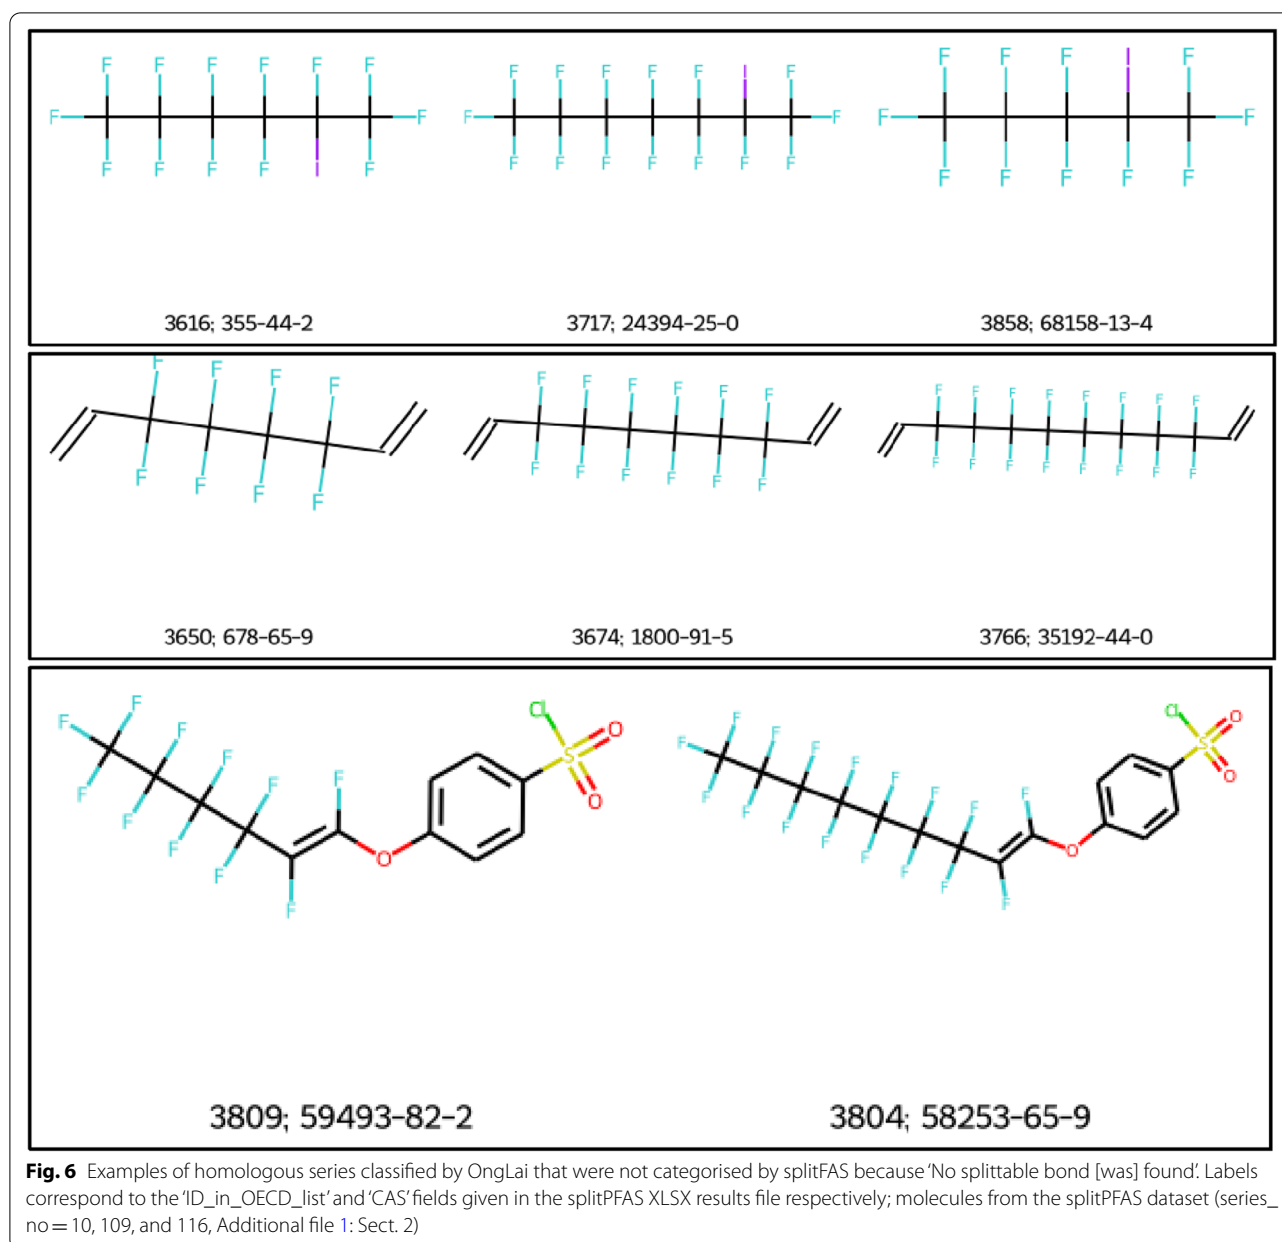 F F F F F F
F F
F F F F I F
3616; 355-44-2
F F F F F I F
F F
F F F F F F F
3717; 24394-25-0
F F F I F
F F
F F F F F
3858; 68158-13-4
F F F F
F F F F
3650; 678-65-9
F F F F F F
F F F F F F
3674; 1800-91-5
F F F F F F F F
F F F F F F F F
3766; 35192-44-0
F F F F F F
F F F F
F
O
Cl
S O
O
3809; 59493-82-2
F F F F F F F F F
F F F F F F F
F
O
Cl
S O
O
3804; 58253-65-9
Fig. 6 Examples of homologous series classified by OngLai that were not categorised by splitFAS because ‘No splittable bond [was] found’. Labels
correspond to the ‘ID_in_OECD_list’ and ‘CAS’ fields given in the splitPFAS XLSX results file respectively; molecules from the splitPFAS dataset (series_
no = 10, 109, and 116, Additional file 1: Sect. 2)